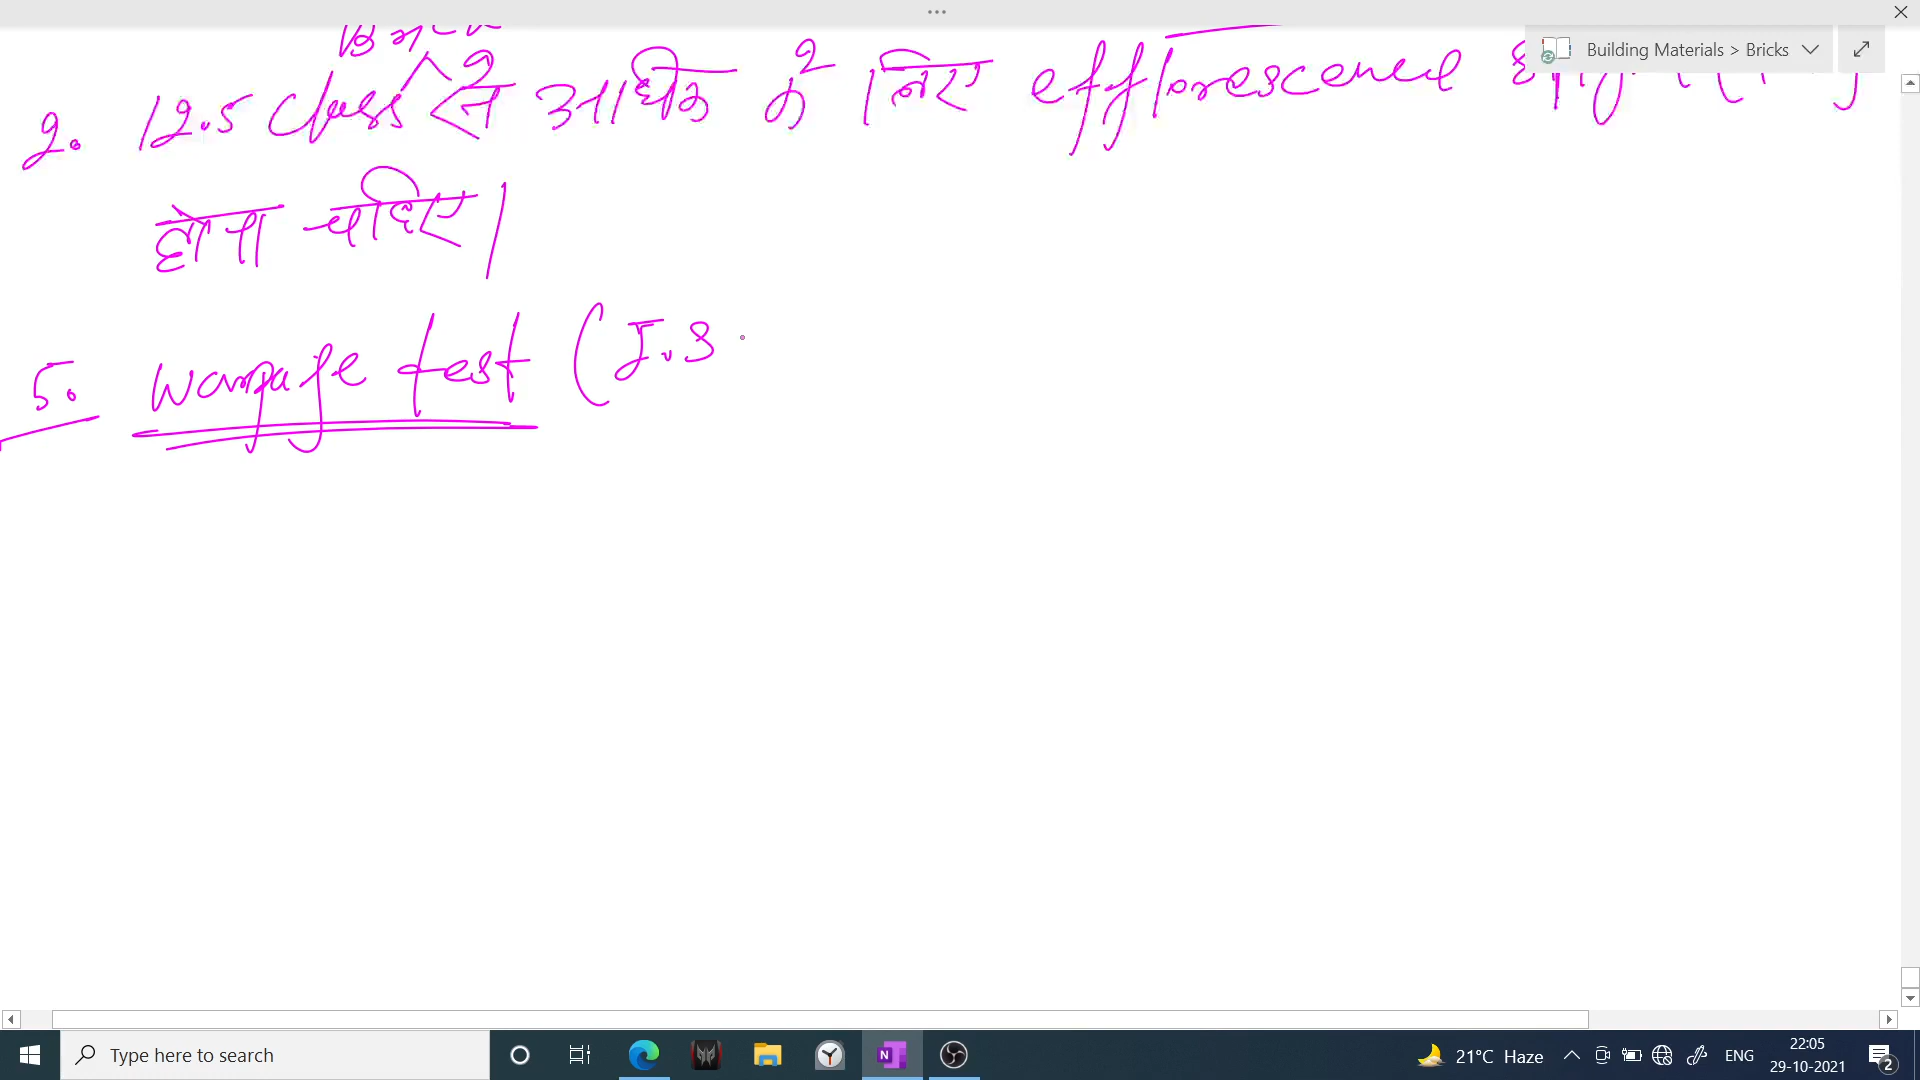 Building Materials > Bricks
2. 12.5 class से अधिक के लिए efflorescence
होना चाहिए।
5. Warpage test (I.S.
Type here to search
21°C Haze
ENG
22:05
29-10-2021
2